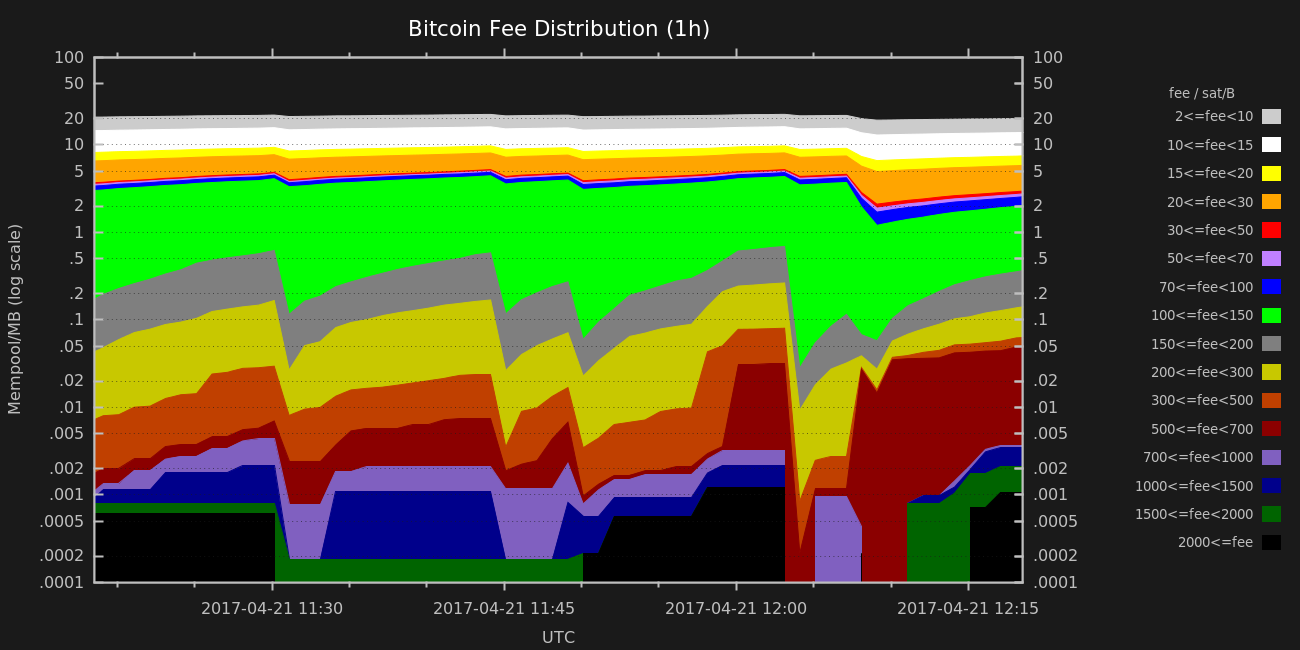 Bitcoin Fee Distribution (1h)
Mempool/MB (log scale)
100
50
20
10
5
2
1
.5
.2
.1
.05
.02
.01
.005
.002
.001
.0005
.0002
.0001
100
50
20
10
5
2
1
.5
.2
.1
.05
.02
.01
.005
.002
.001
.0005
.0002
.0001
2017-04-21 11:30
2017-04-21 11:45
2017-04-21 12:00
2017-04-21 12:15
UTC
fee / sat/B
2<=fee<10
10<=fee<15
15<=fee<20
20<=fee<30
30<=fee<50
50<=fee<70
70<=fee<100
100<=fee<150
150<=fee<200
200<=fee<300
300<=fee<500
500<=fee<700
700<=fee<1000
1000<=fee<1500
1500<=fee<2000
2000<=fee